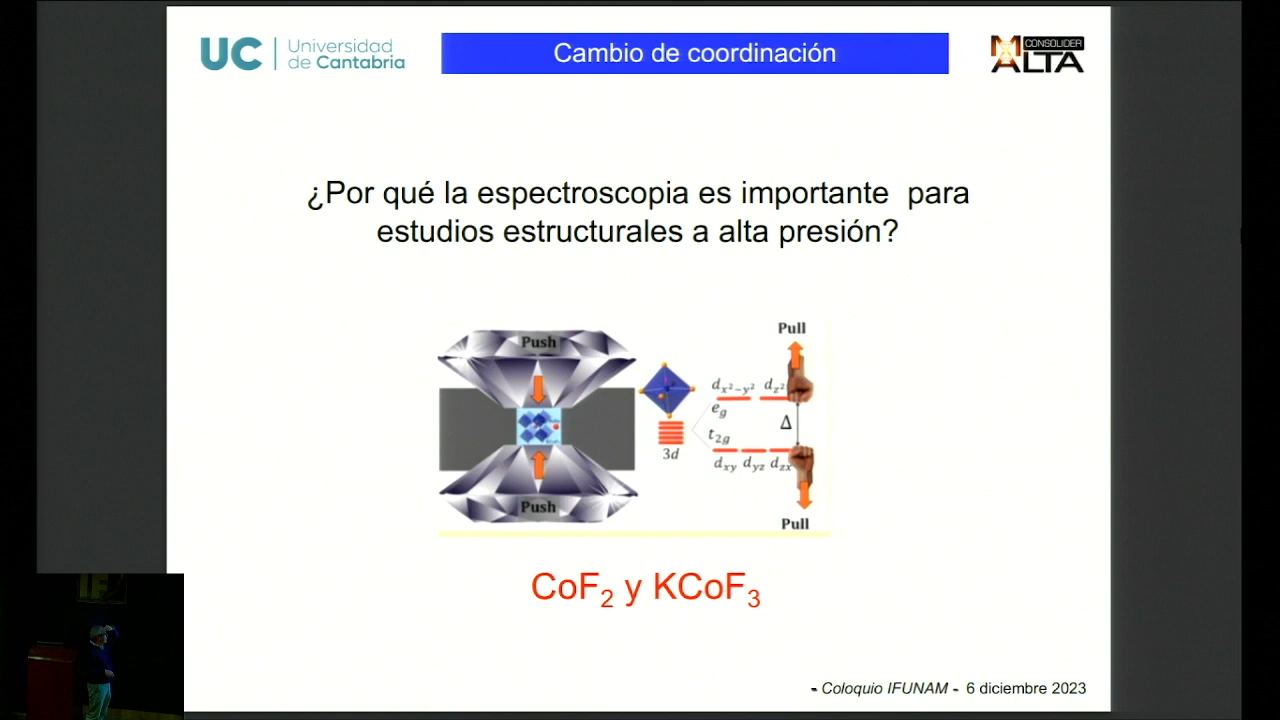 UC Universidad de Cantabria
Cambio de coordinación
MALTA CONSOLIDER
¿Por qué la espectroscopia es importante para
estudios estructurales a alta presión?
Push
Push
3d
dx²−y² dz²
eg
Δ
t2g
dxy dyz dzx
Pull
Pull
CoF₂ y KCoF₃
- Coloquio IFUNAM - 6 diciembre 2023
IF